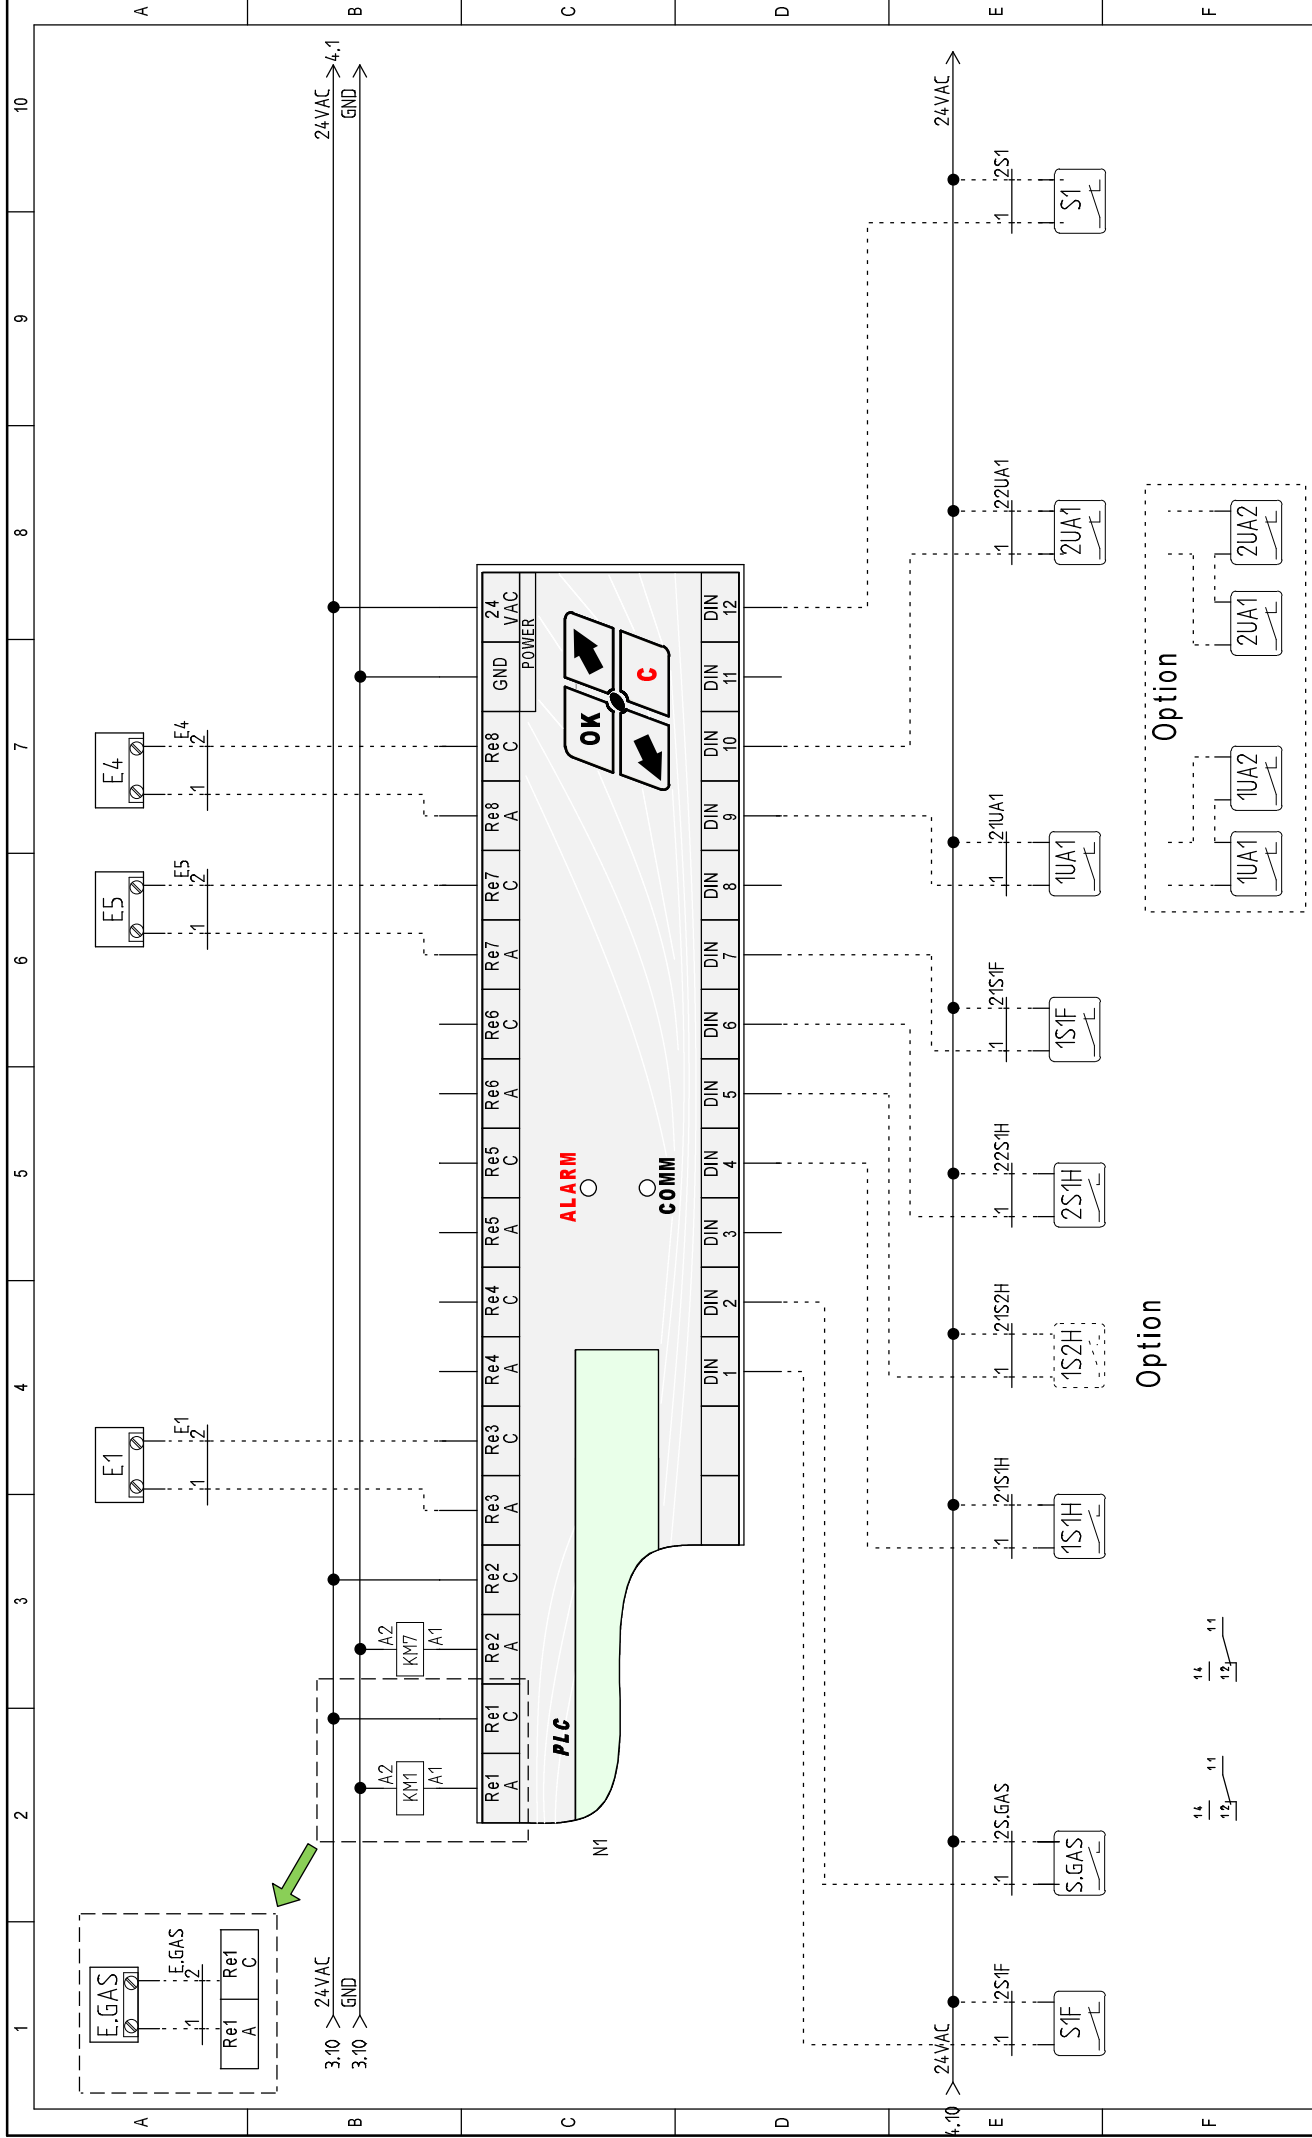 1 2 3 4 5 6 7 8 9 10
A
E.GAS
E.GAS
1 2
Re1 A
Re1 C
E1
E1
1 2
E5
E5
1 2
E4
E4
1 2
B
3.10 24VAC
24VAC 4.1
3.10 GND
GND
A2 KM1 A1
A2 KM7 A1
C
N1
Re1 A
Re1 C
Re2 A
Re2 C
Re3 A
Re3 C
Re4 A
Re4 C
Re5 A
Re5 C
Re6 A
Re6 C
Re7 A
Re7 C
Re8 A
Re8 C
GND
24 VAC
POWER
PLC
ALARM
COMM
OK
C
DIN 1
DIN 2
DIN 3
DIN 4
DIN 5
DIN 6
DIN 7
DIN 8
DIN 9
DIN 10
DIN 11
DIN 12
D
E
4.10 24VAC
24VAC
1 2S1F
S1F
1 2S.GAS
S.GAS
1 21S1H
1S1H
1 21S2H
1S2H
Option
1 22S1H
2S1H
1 21S1F
1S1F
1 21UA1
1UA1
1 22UA1
2UA1
1 2S1
S1
F
14 12 11
14 12 11
Option
1UA1
1UA2
2UA1
2UA2
A
B
C
D
E
F